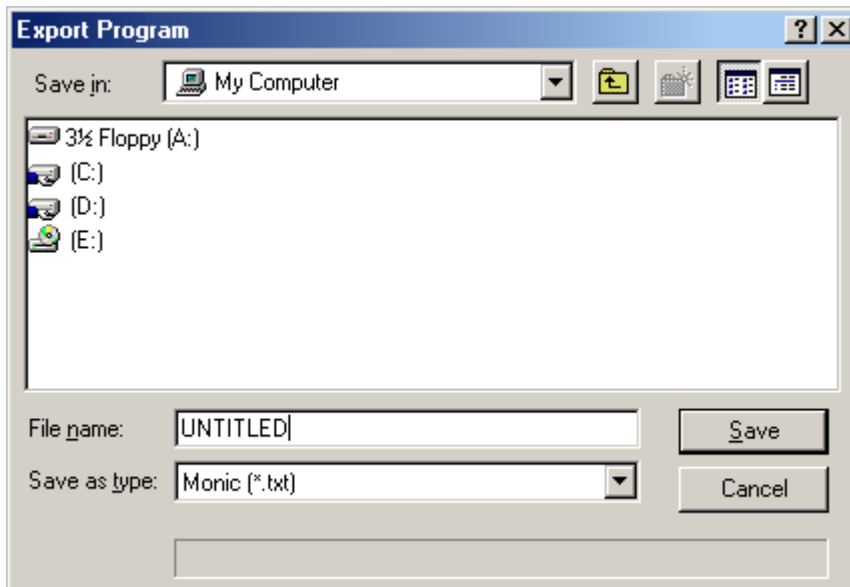 Export Program
Save in: My Computer
3½ Floppy (A:)
(C:)
(D:)
(E:)
File name: UNTITLED Save
Save as type: Monic (*.txt) Cancel